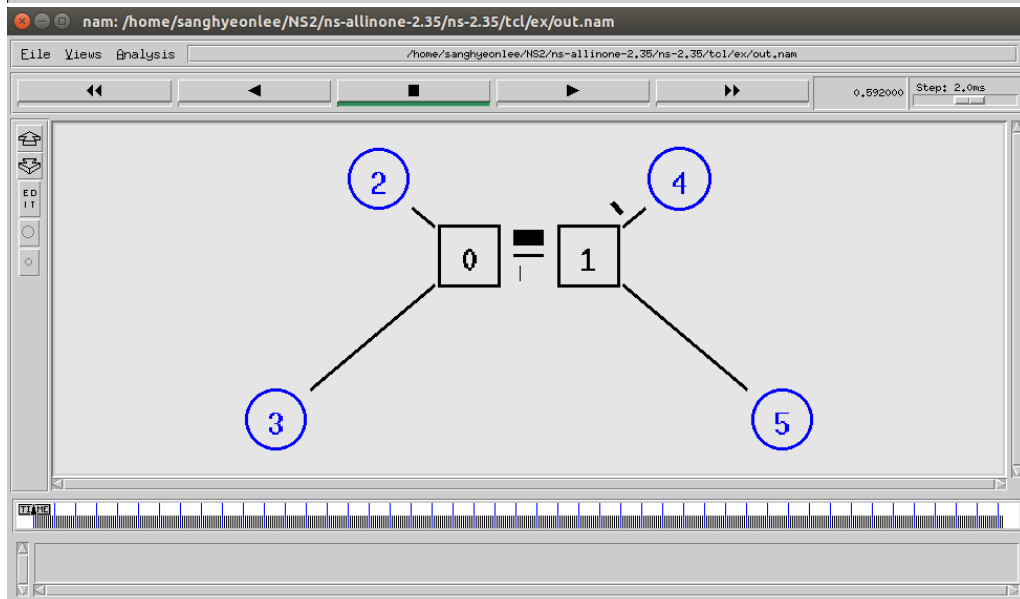 nam: /home/sanghyeonlee/NS2/ns-allinone-2.35/ns-2.35/tcl/ex/out.nam
File Views Analysis /home/sanghyeonlee/NS2/ns-allinone-2.35/ns-2.35/tcl/ex/out.nam
0.592000 Step: 2.0ms
ED
IT
2 4
0 1
3 5
TIME